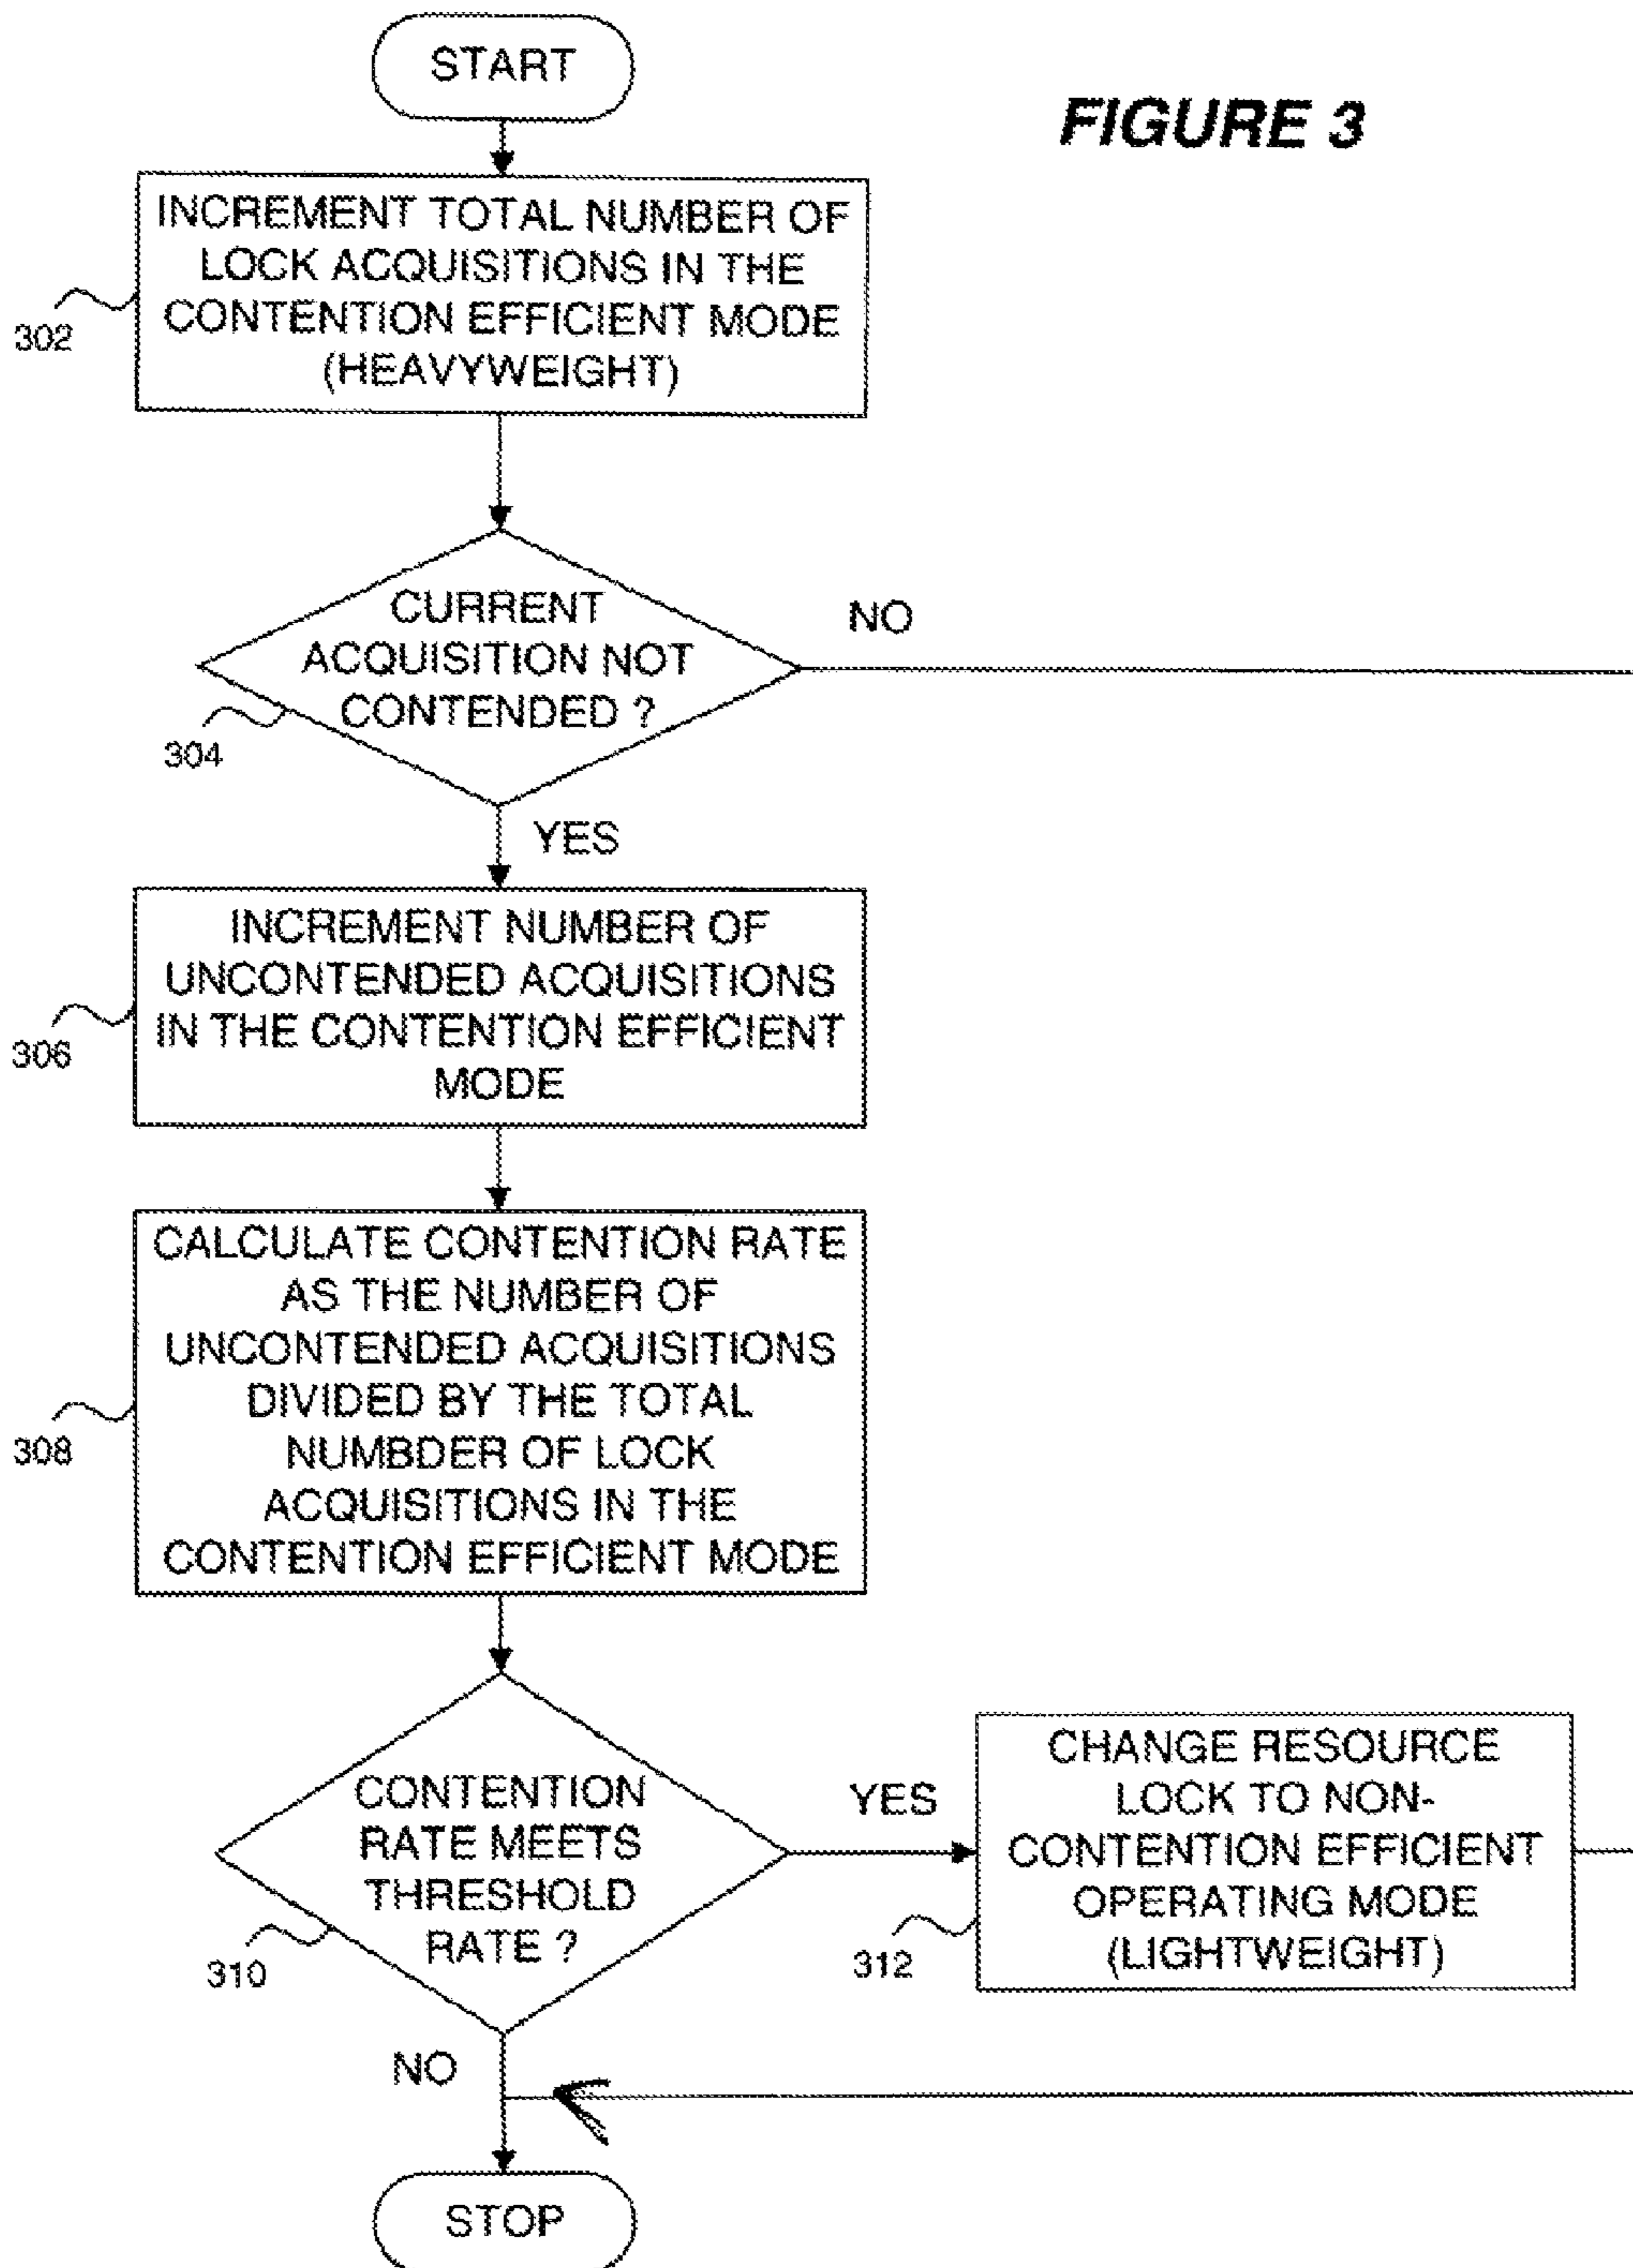 START
FIGURE 3
INCREMENT TOTAL NUMBER OF
LOCK ACQUISITIONS IN THE
CONTENTION EFFICIENT MODE
(HEAVYWEIGHT)
302
CURRENT
ACQUISITION NOT
CONTENDED ?
NO
304
YES
INCREMENT NUMBER OF
UNCONTENDED ACQUISITIONS
IN THE CONTENTION EFFICIENT
MODE
306
CALCULATE CONTENTION RATE
AS THE NUMBER OF
UNCONTENDED ACQUISITIONS
DIVIDED BY THE TOTAL
NUMBDER OF LOCK
ACQUISITIONS IN THE
CONTENTION EFFICIENT MODE
308
CONTENTION
RATE MEETS
THRESHOLD
RATE ?
310
YES
CHANGE RESOURCE
LOCK TO NON-
CONTENTION EFFICIENT
OPERATING MODE
(LIGHTWEIGHT)
312
NO
STOP